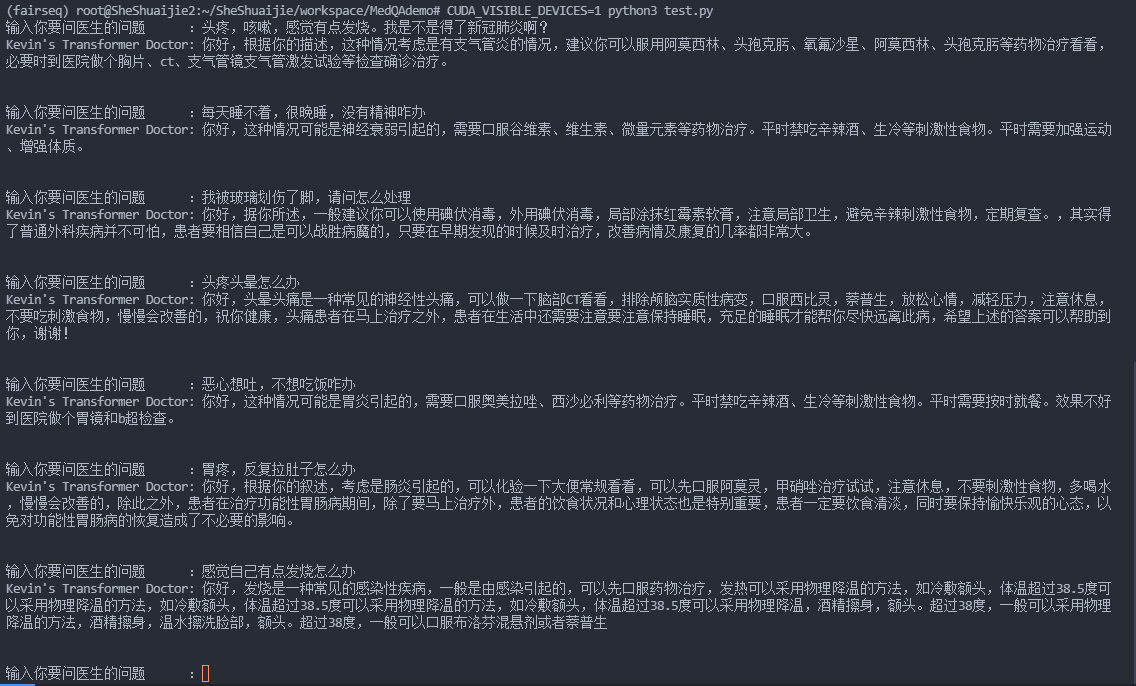 (fairseq) root@SheShuaijie2:~/SheShuaijie/workspace/MedQAdemo# CUDA_VISIBLE_DEVICES=1 python3 test.py
输入你要问医生的问题 : 头疼，咳嗽，感觉有点发烧。我是不是得了新冠肺炎啊？
Kevin's Transformer Doctor: 你好，根据你的描述，这种情况考虑是有支气管炎的情况，建议你可以服用阿莫西林、头孢克肟、氧氟沙星、阿莫西林、头孢克肟等药物治疗看看，
必要时到医院做个胸片、ct、支气管镜支气管激发试验等检查确诊治疗。
输入你要问医生的问题 : 每天睡不着，很晚睡，没有精神咋办
Kevin's Transformer Doctor: 你好，这种情况可能是神经衰弱引起的，需要口服谷维素、维生素、微量元素等药物治疗。平时禁吃辛辣酒、生冷等刺激性食物。平时需要加强运动
、增强体质。
输入你要问医生的问题 : 我被玻璃划伤了脚，请问怎么处理
Kevin's Transformer Doctor: 你好，据你所述，一般建议你可以使用碘伏消毒，外用碘伏消毒，局部涂抹红霉素软膏，注意局部卫生，避免辛辣刺激性食物，定期复查。，其实得
了普通外科疾病并不可怕，患者要相信自己是可以战胜病魔的，只要在早期发现的时候及时治疗，改善病情及康复的几率都非常大。
输入你要问医生的问题 : 头疼头晕怎么办
Kevin's Transformer Doctor: 你好，头晕头痛是一种常见的神经性头痛，可以做一下脑部CT看看，排除颅脑实质性病变，口服西比灵，萘普生，放松心情，减轻压力，注意休息，
不要吃刺激食物，慢慢会改善的，祝你健康，头痛患者在马上治疗之外，患者在生活中还需要注意要注意保持睡眠，充足的睡眠才能帮你尽快远离此病，希望上述的答案可以帮助到
你，谢谢！
输入你要问医生的问题 : 恶心想吐，不想吃饭咋办
Kevin's Transformer Doctor: 你好，这种情况可能是胃炎引起的，需要口服奥美拉唑、西沙必利等药物治疗。平时禁吃辛辣酒、生冷等刺激性食物。平时需要按时就餐。效果不好
到医院做个胃镜和b超检查。
输入你要问医生的问题 : 胃疼，反复拉肚子怎么办
Kevin's Transformer Doctor: 你好，根据你的叙述，考虑是肠炎引起的，可以化验一下大便常规看看，可以先口服阿莫灵，甲硝唑治疗试试，注意休息，不要刺激性食物，多喝水
，慢慢会改善的，除此之外，患者在治疗功能性胃肠病期间，除了要马上治疗外，患者的饮食状况和心理状态也是特别重要，患者一定要饮食清淡，同时要保持愉快乐观的心态，以
免对功能性胃肠病的恢复造成了不必要的影响。
输入你要问医生的问题 : 感觉自己有点发烧怎么办
Kevin's Transformer Doctor: 你好，发烧是一种常见的感染性疾病，一般是由感染引起的，可以先口服药物治疗，发热可以采用物理降温的方法，如冷敷额头，体温超过38.5度可
以采用物理降温的方法，如冷敷额头，体温超过38.5度可以采用物理降温的方法，如冷敷额头，体温超过38.5度可以采用物理降温，酒精擦身，额头。超过38度，一般可以采用物理
降温的方法，酒精擦身，温水擦洗脸部，额头。超过38度，一般可以口服布洛芬混悬剂或者萘普生
输入你要问医生的问题 :